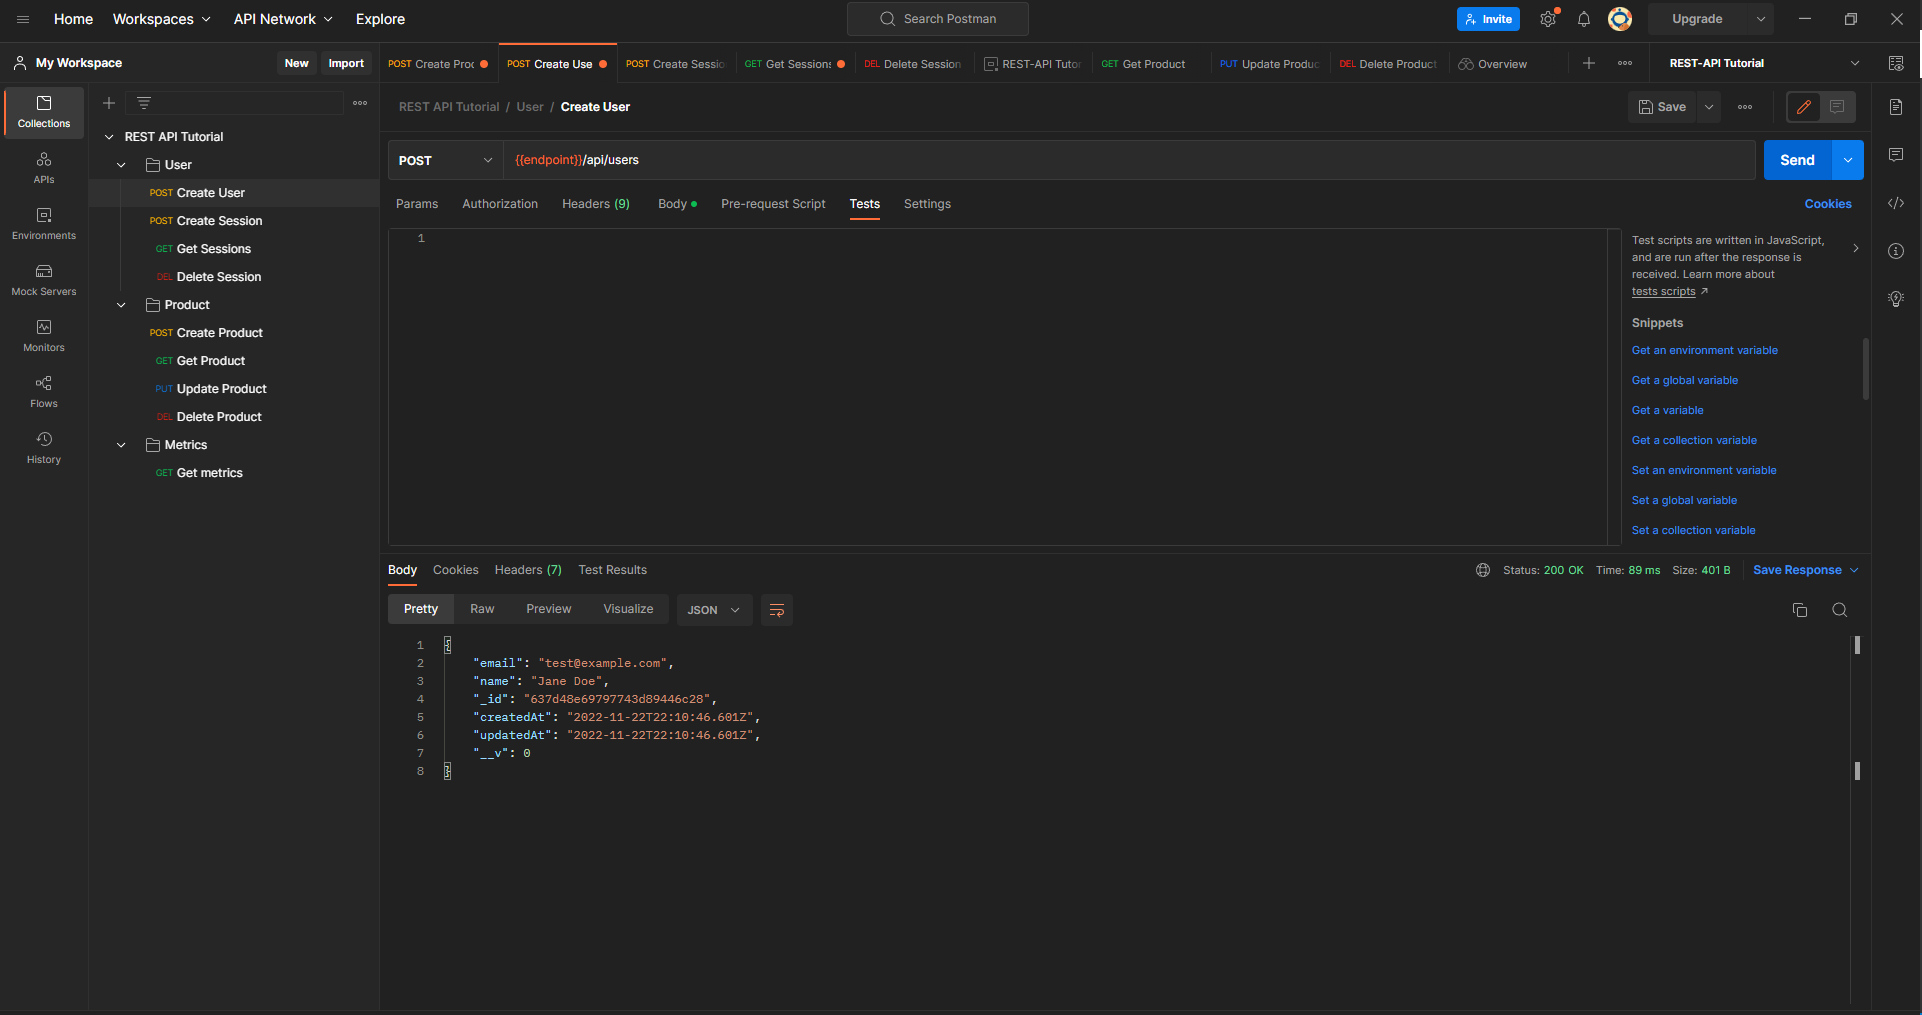 Home Workspaces API Network Explore Search Postman Invite Upgrade
My Workspace New Import
POST Create Proc POST Create Use POST Create Sessio GET Get Sessions DEL Delete Session REST-API Tutor GET Get Product PUT Update Produc DEL Delete Product Overview REST-API Tutorial
Collections
APIs
Environments
Mock Servers
Monitors
Flows
History
REST API Tutorial
User
POST Create User
POST Create Session
GET Get Sessions
DEL Delete Session
Product
POST Create Product
GET Get Product
PUT Update Product
DEL Delete Product
Metrics
GET Get metrics
REST API Tutorial / User / Create User Save
POST {{endpoint}}/api/users Send
Params Authorization Headers (9) Body Pre-request Script Tests Settings Cookies
1
Test scripts are written in JavaScript,
and are run after the response is
received. Learn more about
tests scripts ↗
Snippets
Get an environment variable
Get a global variable
Get a variable
Get a collection variable
Set an environment variable
Set a global variable
Set a collection variable
Body Cookies Headers (7) Test Results Status: 200 OK Time: 89 ms Size: 401 B Save Response
Pretty Raw Preview Visualize JSON
1 {
2 "email": "test@example.com",
3 "name": "Jane Doe",
4 "_id": "637d48e69797743d89446c28",
5 "createdAt": "2022-11-22T22:10:46.601Z",
6 "updatedAt": "2022-11-22T22:10:46.601Z",
7 "__v": 0
8 }